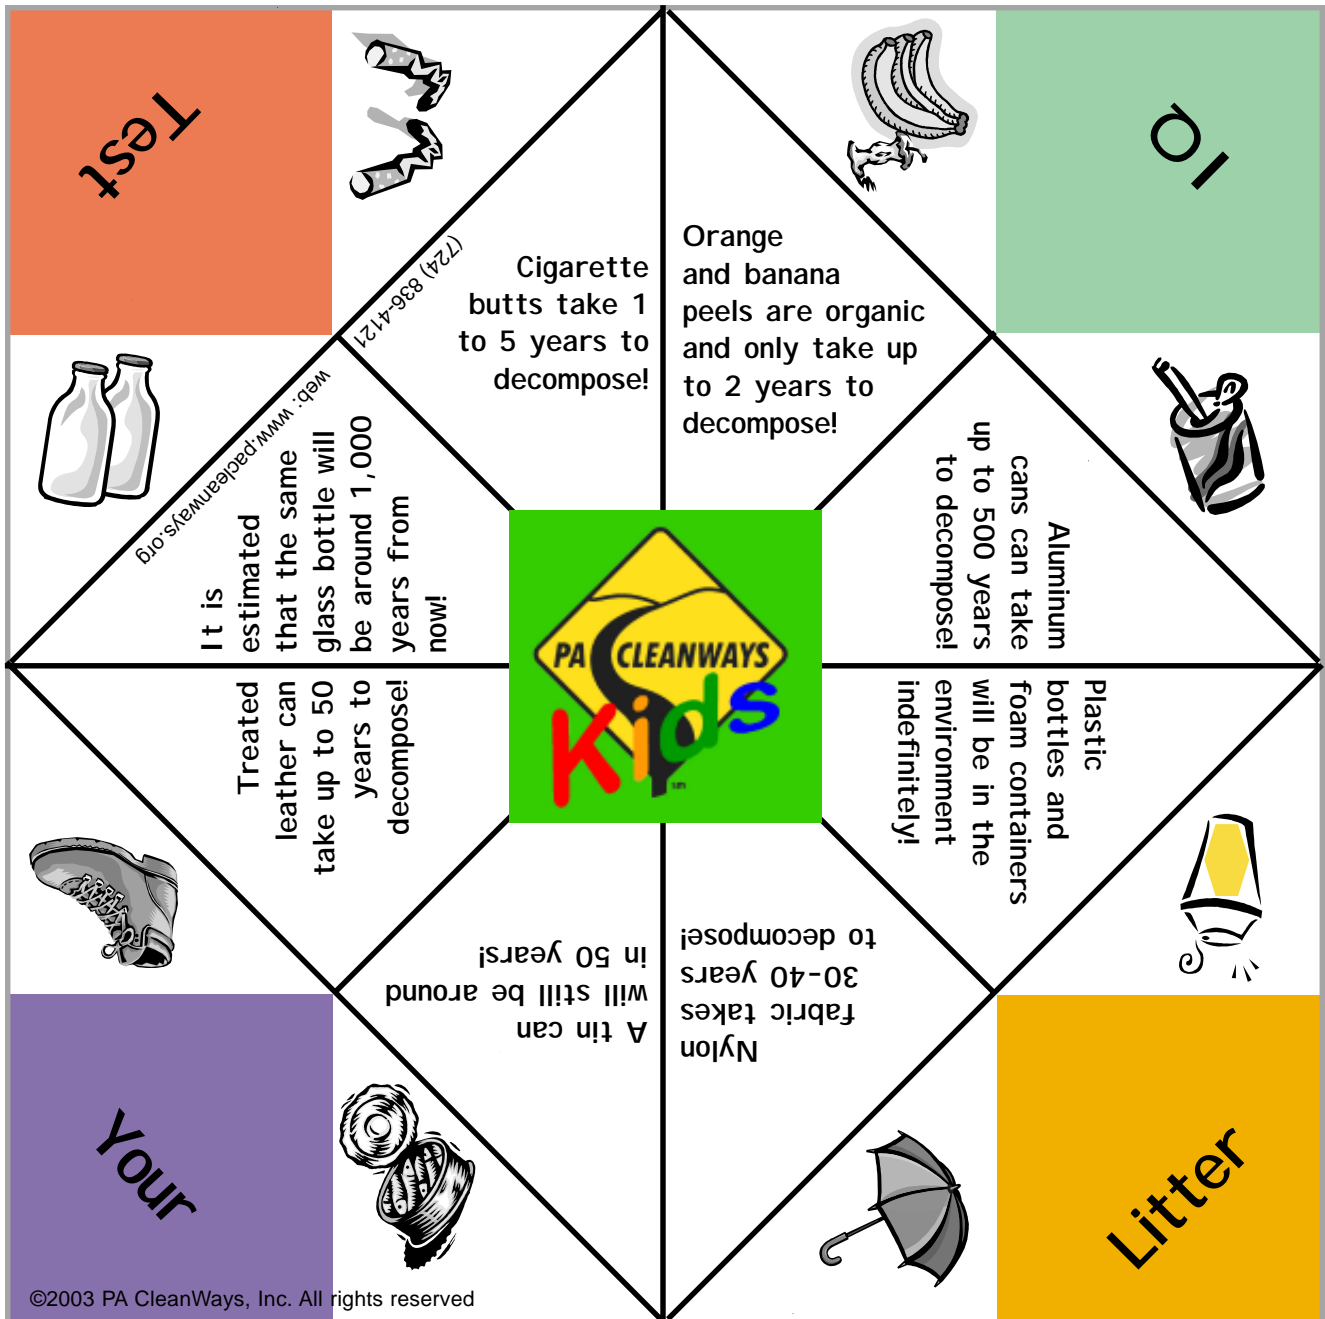 Test
Your
Litter
IQ
Cigarette
butts take 1
to 5 years to
decompose!
Orange
and banana
peels are organic
and only take up
to 2 years to
decompose!
Aluminum
cans can take
up to 500 years
to decompose!
Plastic
bottles and
foam containers
will be in the
environment
indefinitely!
Nylon
fabric takes
30-40 years
to decompose!
A tin can
will still be around
in 50 years!
Treated
leather can
take up to 50
years to
decompose!
It is
estimated
that the same
glass bottle will
be around 1,000
years from
now!
(724) 836-4121
web: www.pacleanways.org
PA CLEANWAYS
Kids
©2003 PA CleanWays, Inc. All rights reserved